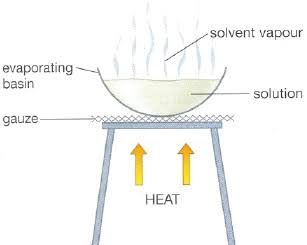 solvent vapour
evaporating
basin
solution
gauze
HEAT